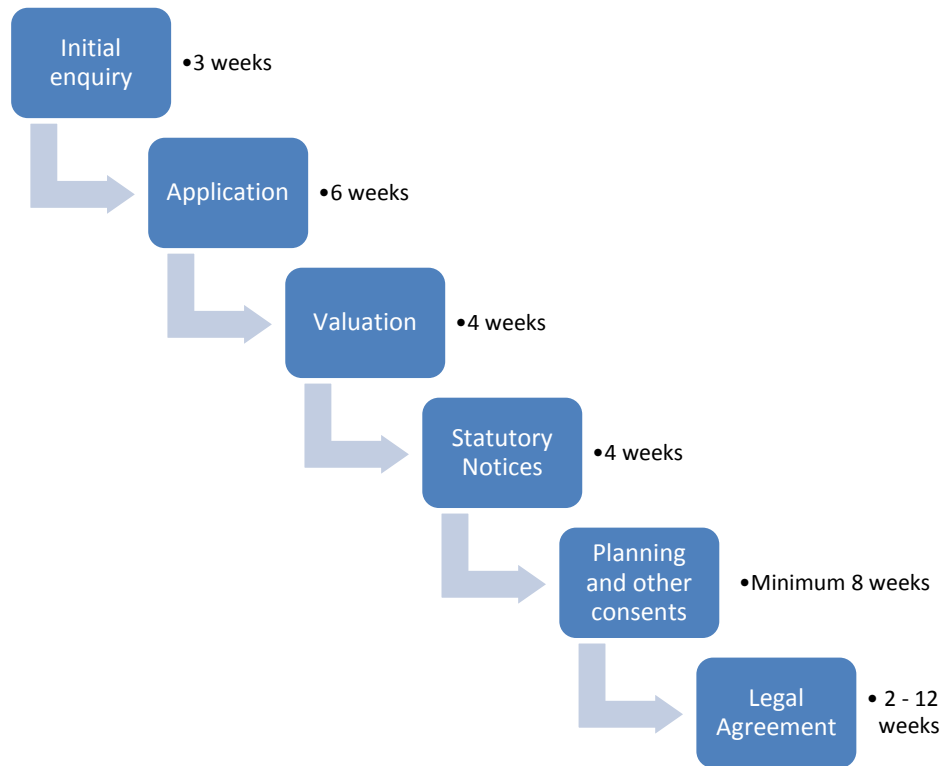 Initial
enquiry
•3 weeks
Application
•6 weeks
Valuation
•4 weeks
Statutory
Notices
•4 weeks
Planning
and other
consents
•Minimum 8 weeks
Legal
Agreement
• 2 - 12
weeks